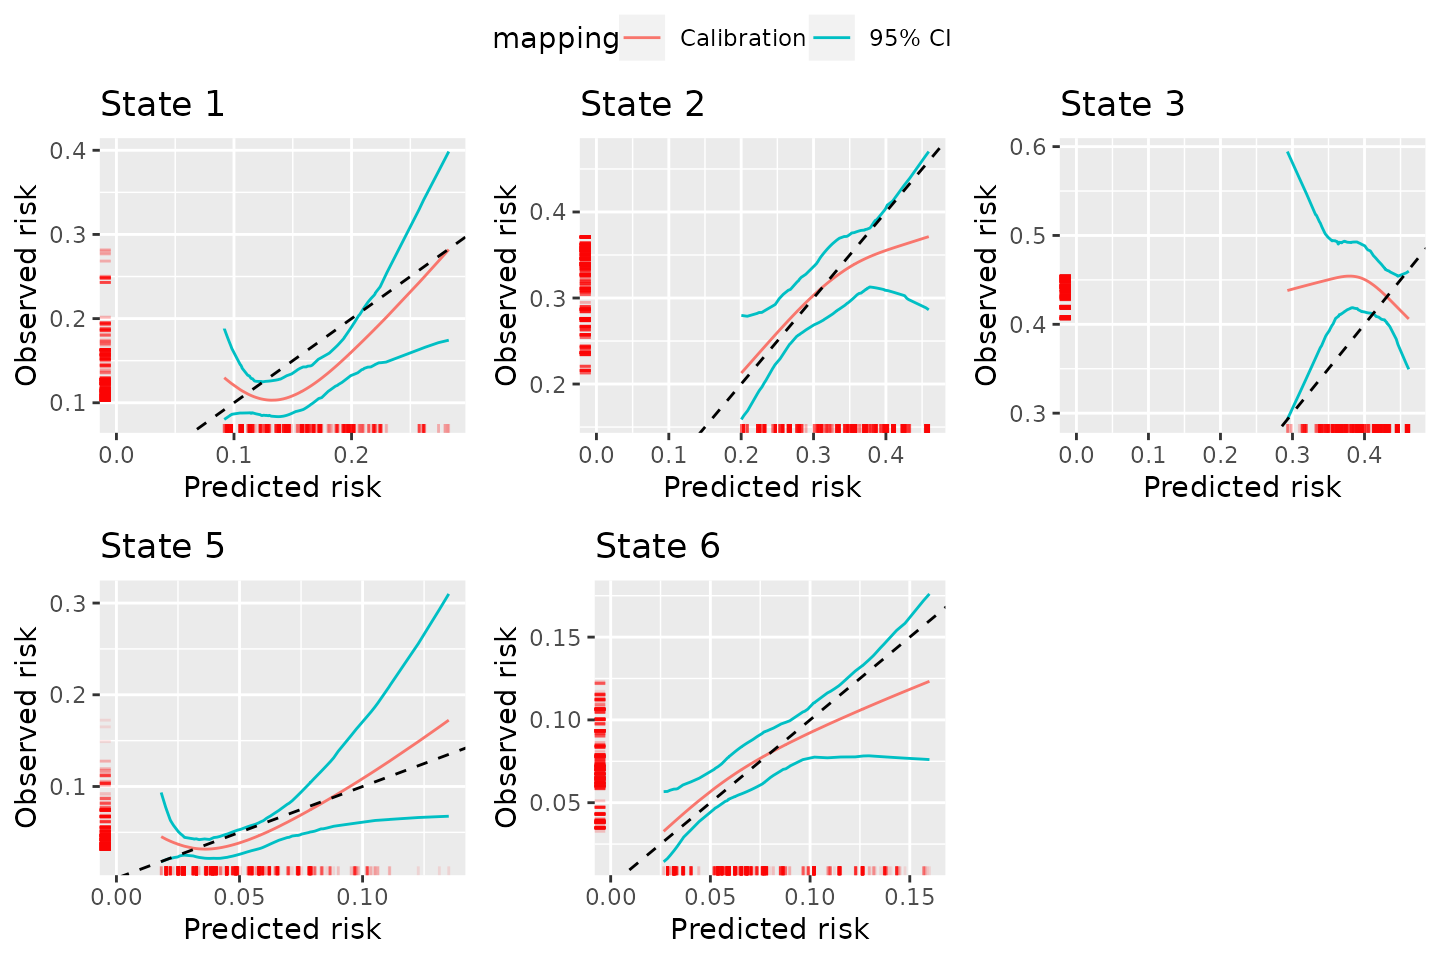 mapping Calibration 95% CI
State 1 State 2 State 3
Observed risk Observed risk Observed risk
0.4 0.3 0.2 0.1
0.4 0.3 0.2
0.6 0.5 0.4 0.3
0.0 0.1 0.2
0.0 0.1 0.2 0.3 0.4
0.0 0.1 0.2 0.3 0.4
Predicted risk Predicted risk Predicted risk
State 5 State 6
Observed risk Observed risk
0.3 0.2 0.1
0.15 0.10 0.05
0.00 0.05 0.10
0.00 0.05 0.10 0.15
Predicted risk Predicted risk